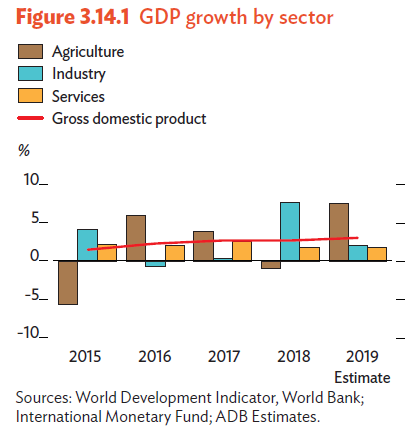 Figure 3.14.1 GDP growth by sector
Agriculture
Industry
Services
Gross domestic product
%
10
5
0
-5
-10
2015 2016 2017 2018 2019
Estimate
Sources: World Development Indicator, World Bank;
International Monetary Fund; ADB Estimates.